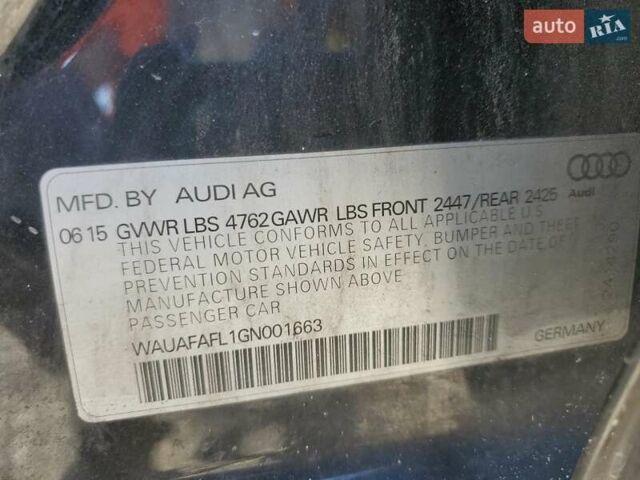 auto RIA.com
MFD. BY AUDI AG
Audi
06 15 GVWR LBS 4762 GAWR LBS FRONT 2447/REAR 2425
THIS VEHICLE CONFORMS TO ALL APPLICABLE U.S.
FEDERAL MOTOR VEHICLE SAFETY, BUMPER AND THEFT
PREVENTION STANDARDS IN EFFECT ON THE DATE OF
MANUFACTURE SHOWN ABOVE
PASSENGER CAR
WAUAFAFL1GN001663
GERMANY